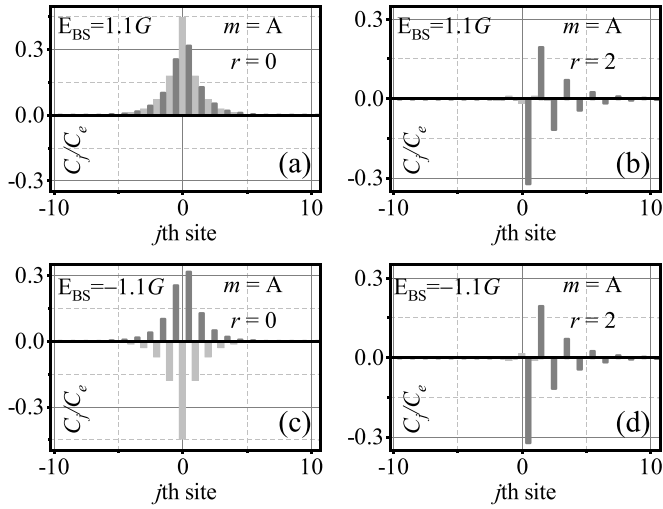 E_BS=1.1G m = A
0.3 r = 0
0.0
C_j/C_e
-0.3 (a)
-10 0 10
jth site
E_BS=1.1G m = A
0.3 r = 2
0.0
C_j/C_e
-0.3 (b)
-10 0 10
jth site
0.3 E_BS=−1.1G m = A
r = 0
0.0
C_j/C_e
-0.3 (c)
-10 0 10
jth site
0.3 E_BS=−1.1G m = A
r = 2
0.0
C_j/C_e
-0.3 (d)
-10 0 10
jth site